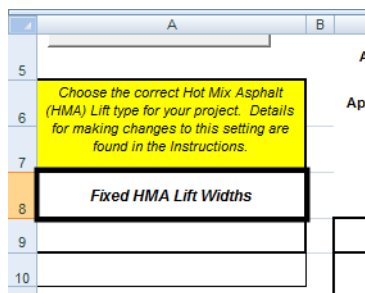 A B
5
A
Choose the correct Hot Mix Asphalt
6
(HMA) Lift type for your project. Details
Ap
for making changes to this setting are
found in the Instructions.
7
Fixed HMA Lift Widths
8
9
10